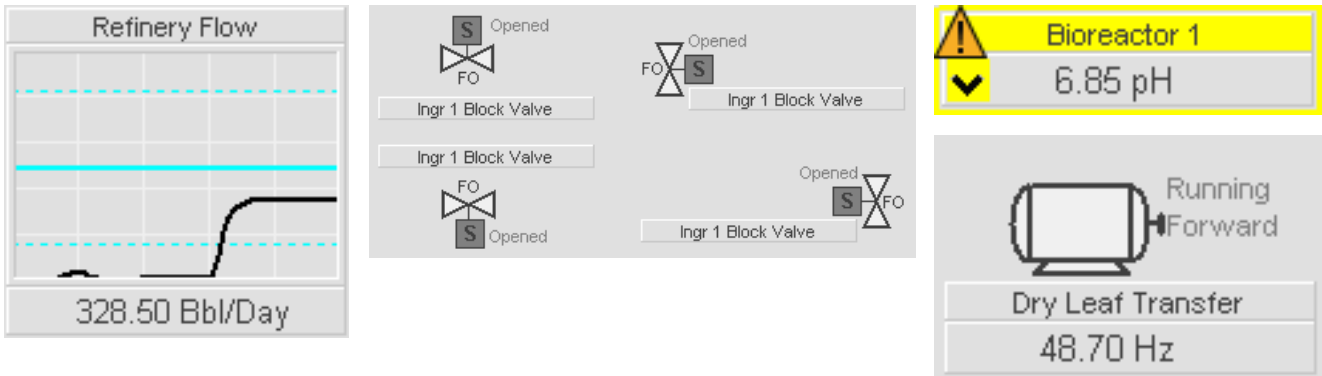 Refinery Flow
328.50 Bbl/Day
S Opened
FO
Ingr 1 Block Valve
Opened
FO S
Ingr 1 Block Valve
Ingr 1 Block Valve
FO
S Opened
Opened
S FO
Ingr 1 Block Valve
Bioreactor 1
6.85 pH
Running
Forward
Dry Leaf Transfer
48.70 Hz